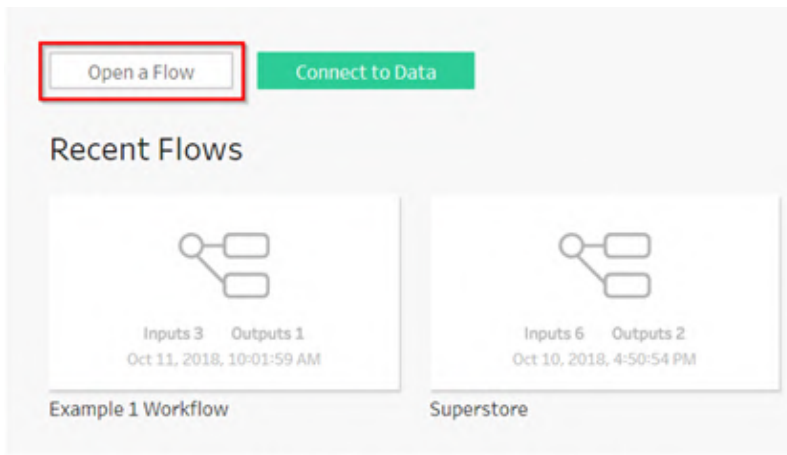 Open a Flow Connect to Data
Recent Flows
Inputs 3 Outputs 1
Oct 11, 2018, 10:01:59 AM
Example 1 Workflow
Inputs 6 Outputs 2
Oct 10, 2018, 4:50:54 PM
Superstore